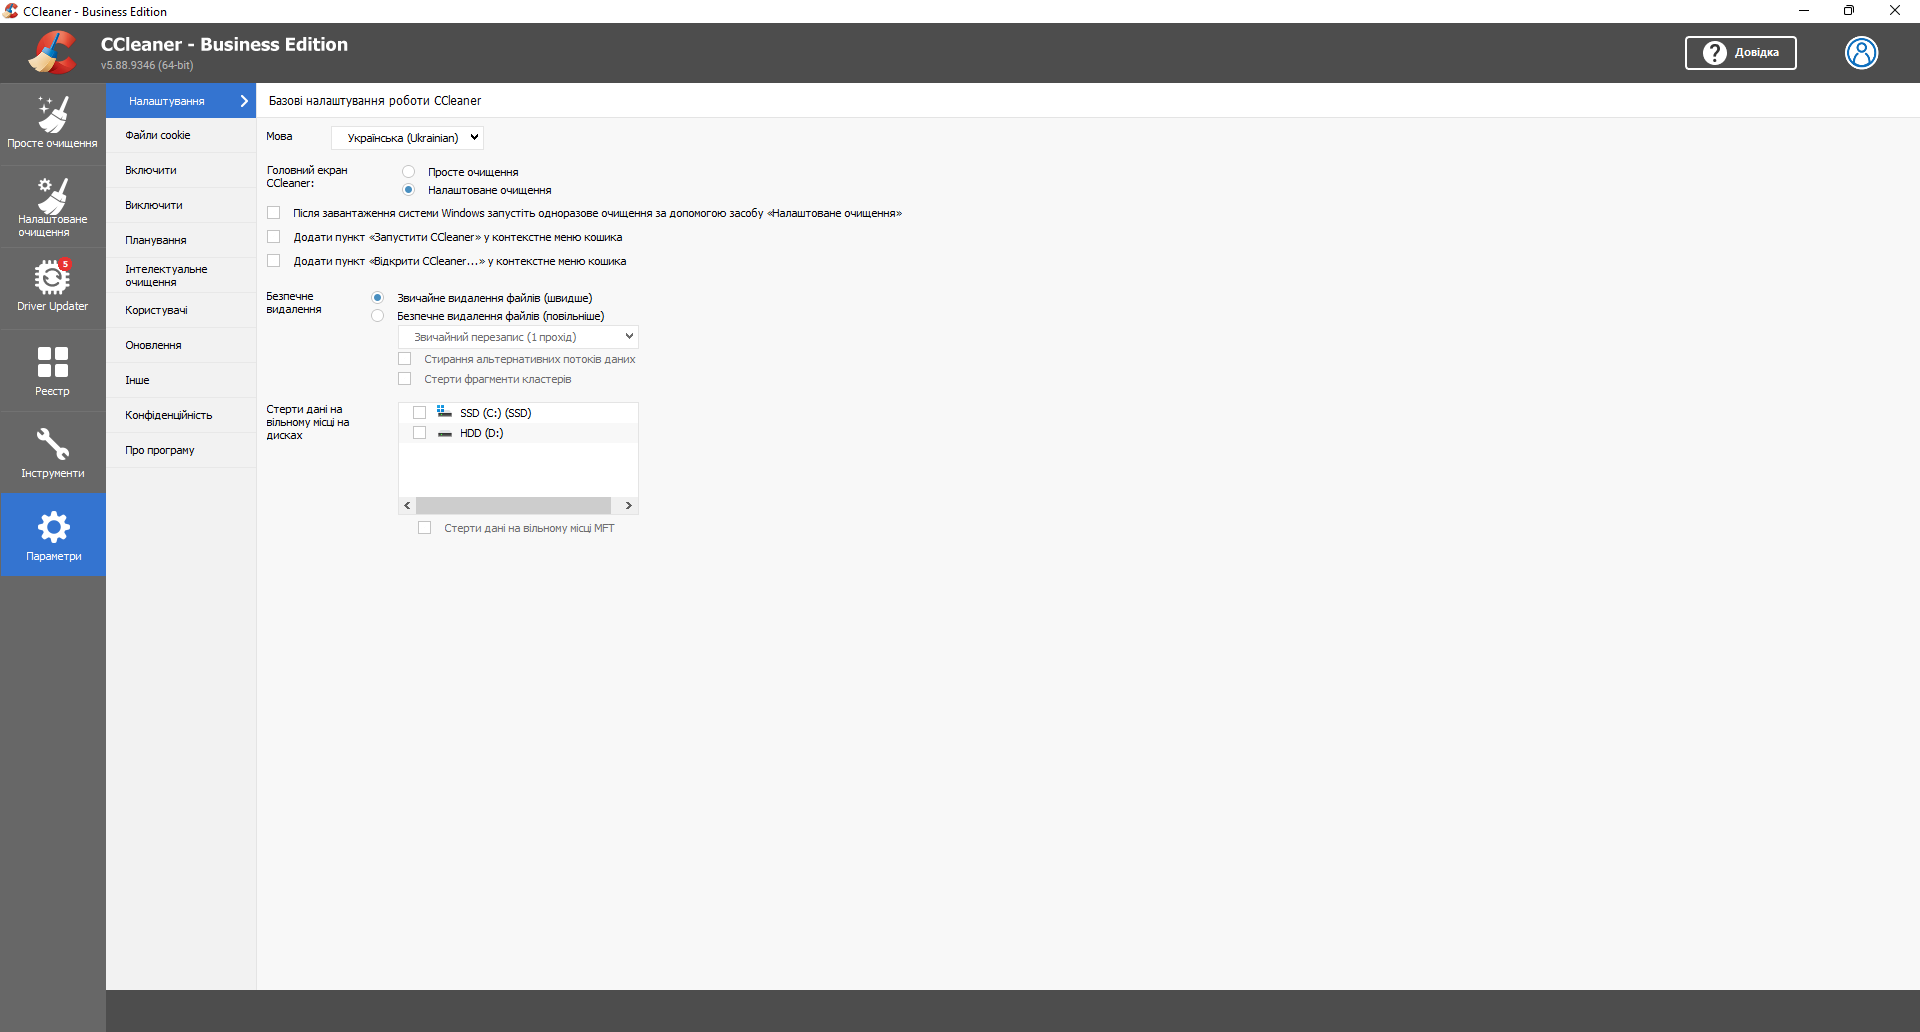 CCleaner - Business Edition
CCleaner - Business Edition
v5.88.9346 (64-bit)
Довідка
Просте очищення
Налаштоване
очищення
5
Driver Updater
Реєстр
Інструменти
Параметри
Налаштування
Файли cookie
Включити
Виключити
Планування
Інтелектуальне
очищення
Користувачі
Оновлення
Інше
Конфіденційність
Про програму
Базові налаштування роботи CCleaner
Мова
Українська (Ukrainian)
Головний екран
CCleaner:
Просте очищення
Налаштоване очищення
Після завантаження системи Windows запустіть одноразове очищення за допомогою засобу «Налаштоване очищення»
Додати пункт «Запустити CCleaner» у контекстне меню кошика
Додати пункт «Відкрити CCleaner...» у контекстне меню кошика
Безпечне
видалення
Звичайне видалення файлів (швидше)
Безпечне видалення файлів (повільніше)
Звичайний перезапис (1 прохід)
Стирання альтернативних потоків даних
Стерти фрагменти кластерів
Стерти дані на
вільному місці на
дисках
SSD (C:) (SSD)
HDD (D:)
Стерти дані на вільному місці MFT